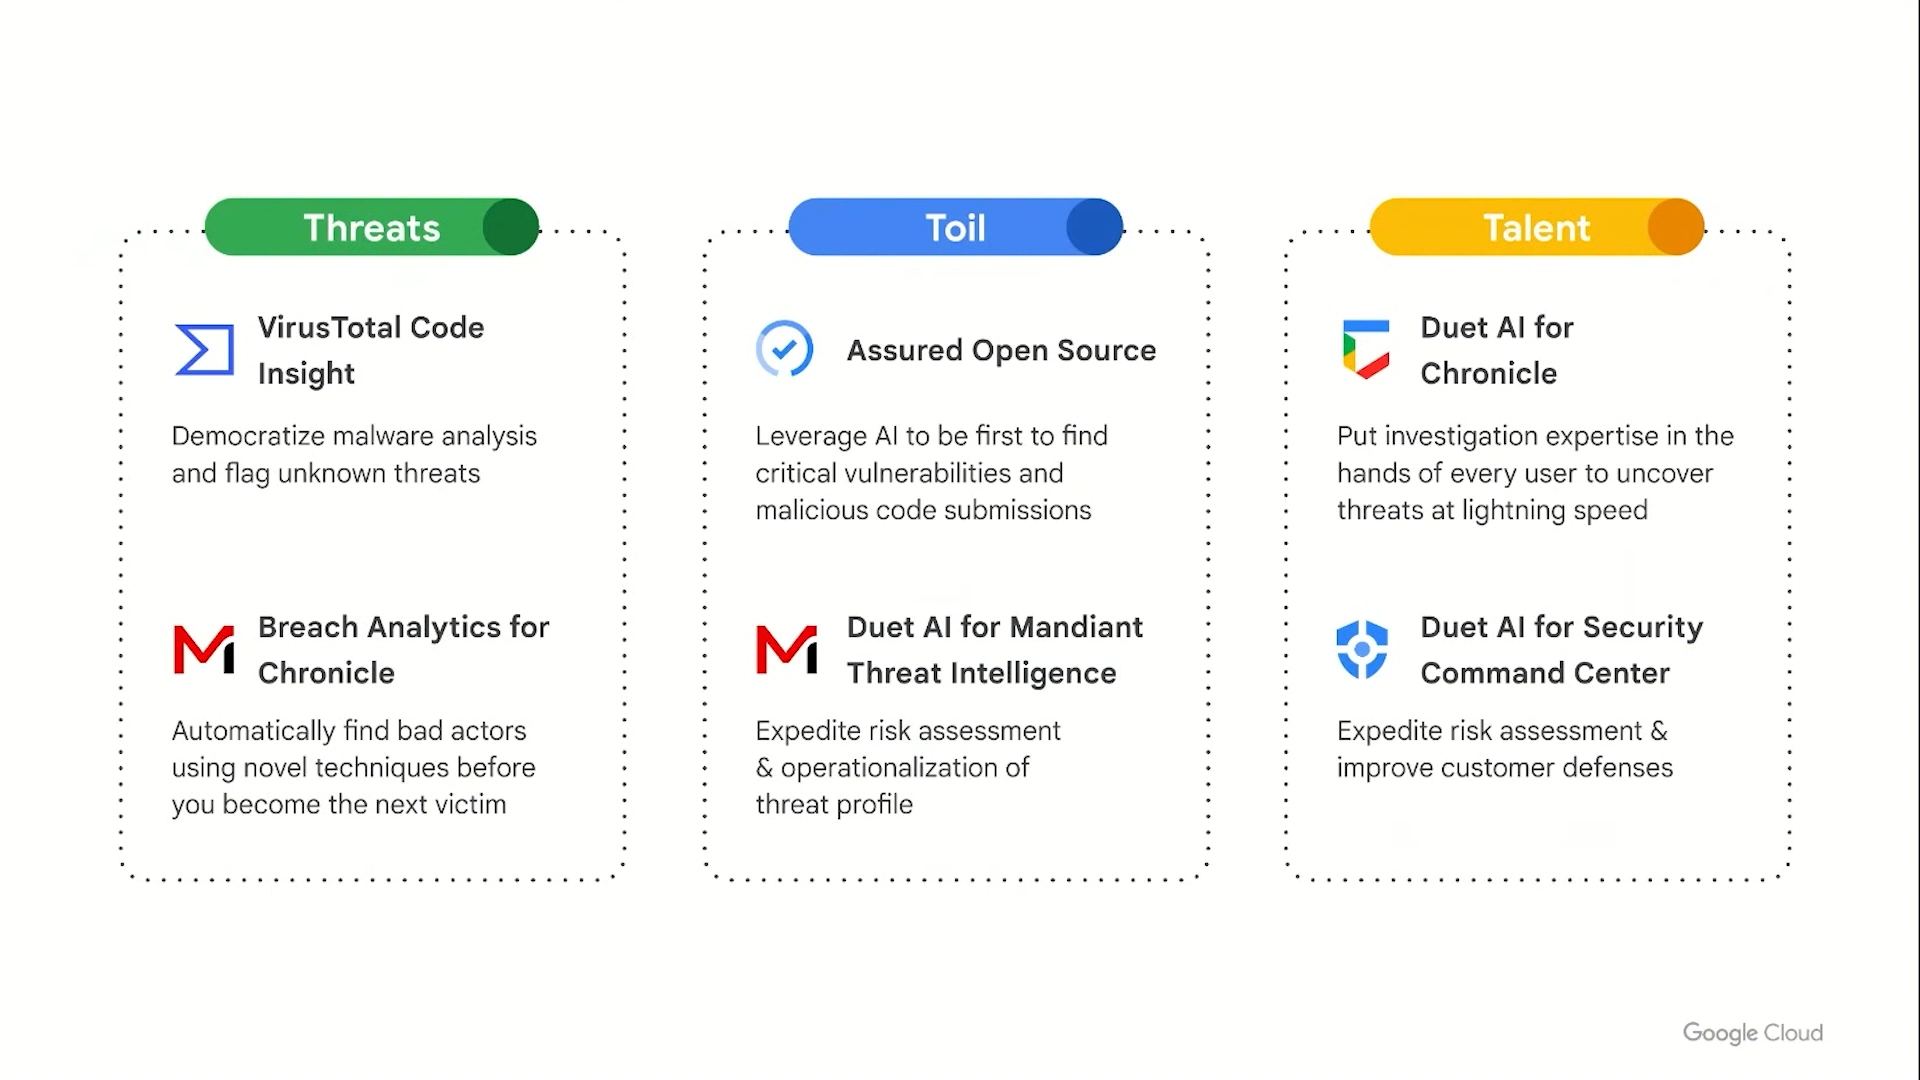 Threats
VirusTotal Code
Insight
Democratize malware analysis
and flag unknown threats
Breach Analytics for
Chronicle
Automatically find bad actors
using novel techniques before
you become the next victim
Toil
Assured Open Source
Leverage AI to be first to find
critical vulnerabilities and
malicious code submissions
Duet AI for Mandiant
Threat Intelligence
Expedite risk assessment
& operationalization of
threat profile
Talent
Duet AI for
Chronicle
Put investigation expertise in the
hands of every user to uncover
threats at lightning speed
Duet AI for Security
Command Center
Expedite risk assessment &
improve customer defenses
Google Cloud